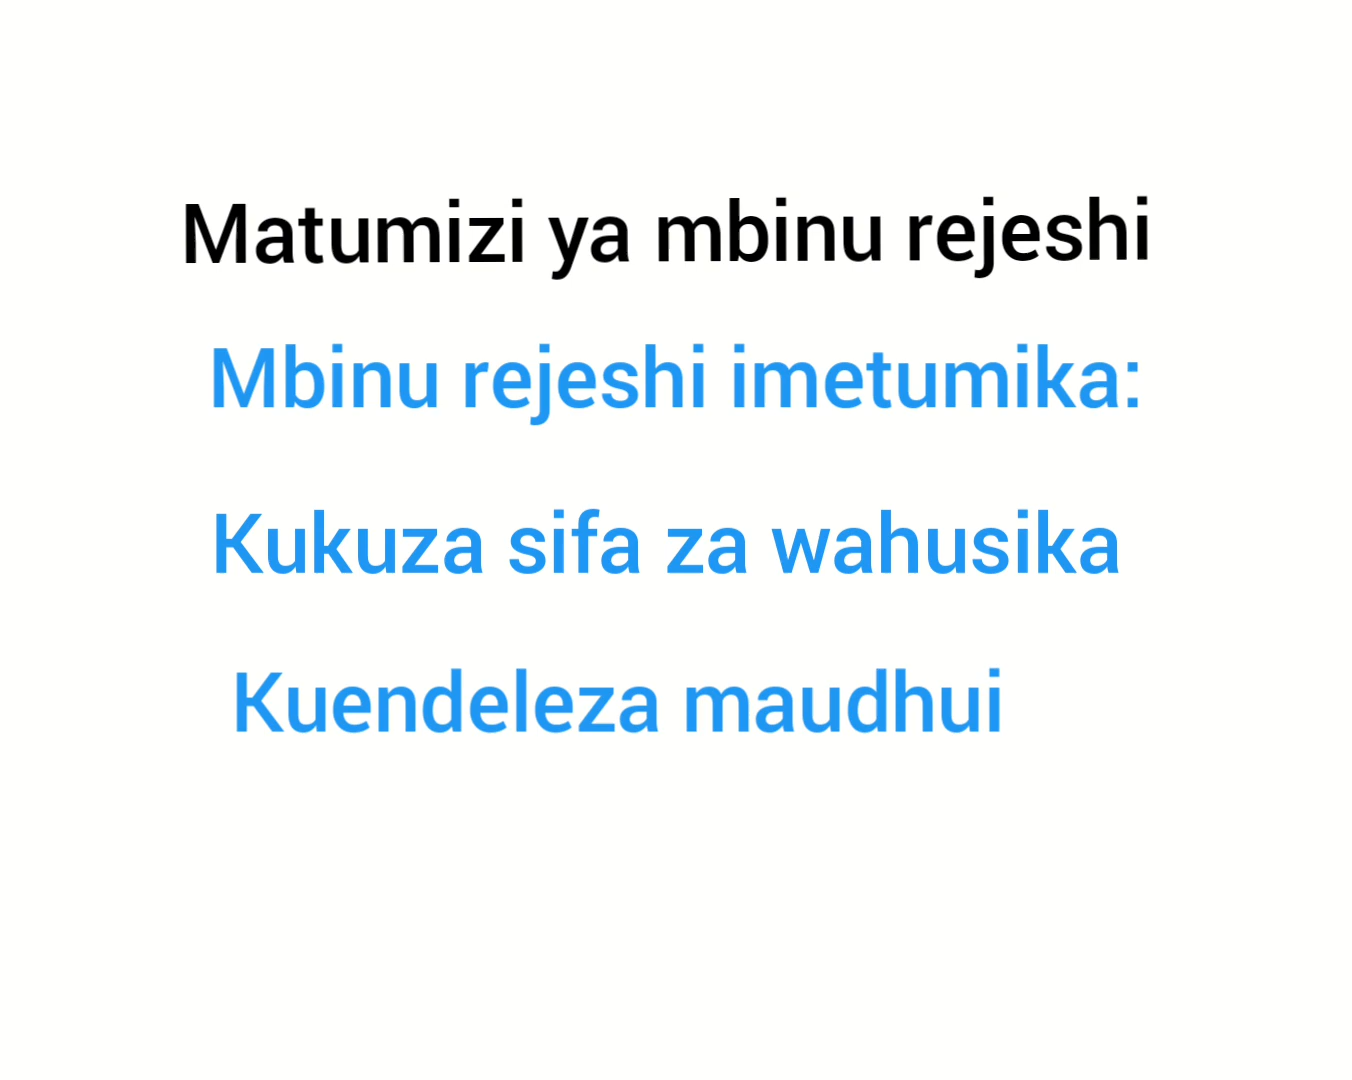 Matumizi ya mbinu rejeshi
Mbinu rejeshi imetumika:
Kukuza sifa za wahusika
Kuendeleza maudhui